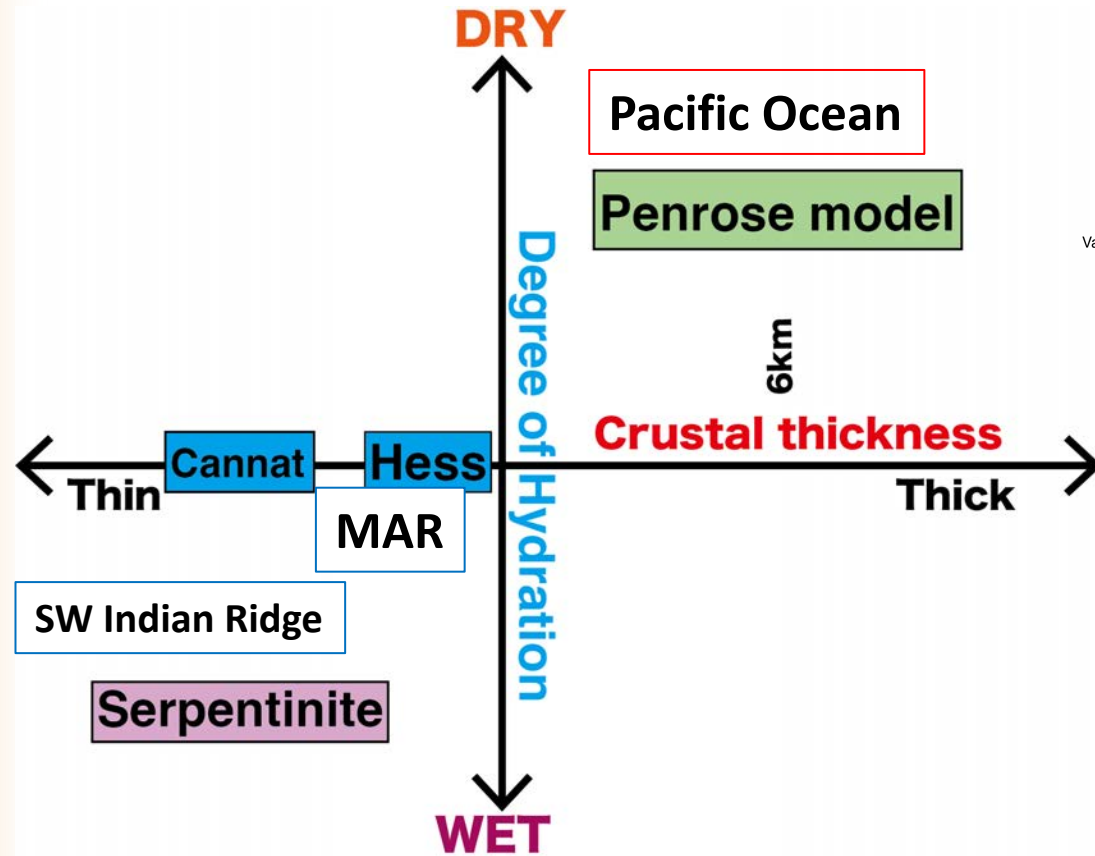 DRY
Pacific Ocean
Penrose model
Va
Degree of Hydration
6km
Crustal thickness
Cannat
Hess
Thin
Thick
MAR
SW Indian Ridge
Serpentinite
WET